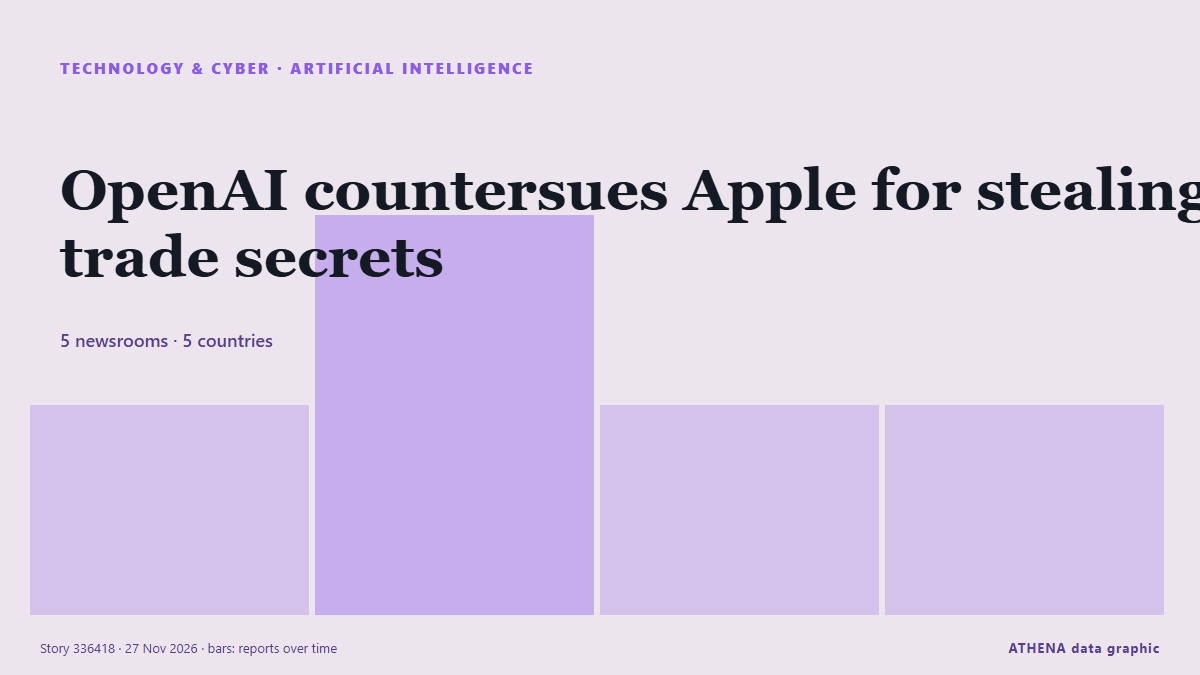 TECHNOLOGY & CYBER · ARTIFICIAL INTELLIGENCE
OpenAI countersues Apple for stealing
trade secrets
5 newsrooms · 5 countries
Story 336418 · 27 Nov 2026 · bars: reports over time
ATHENA data graphic